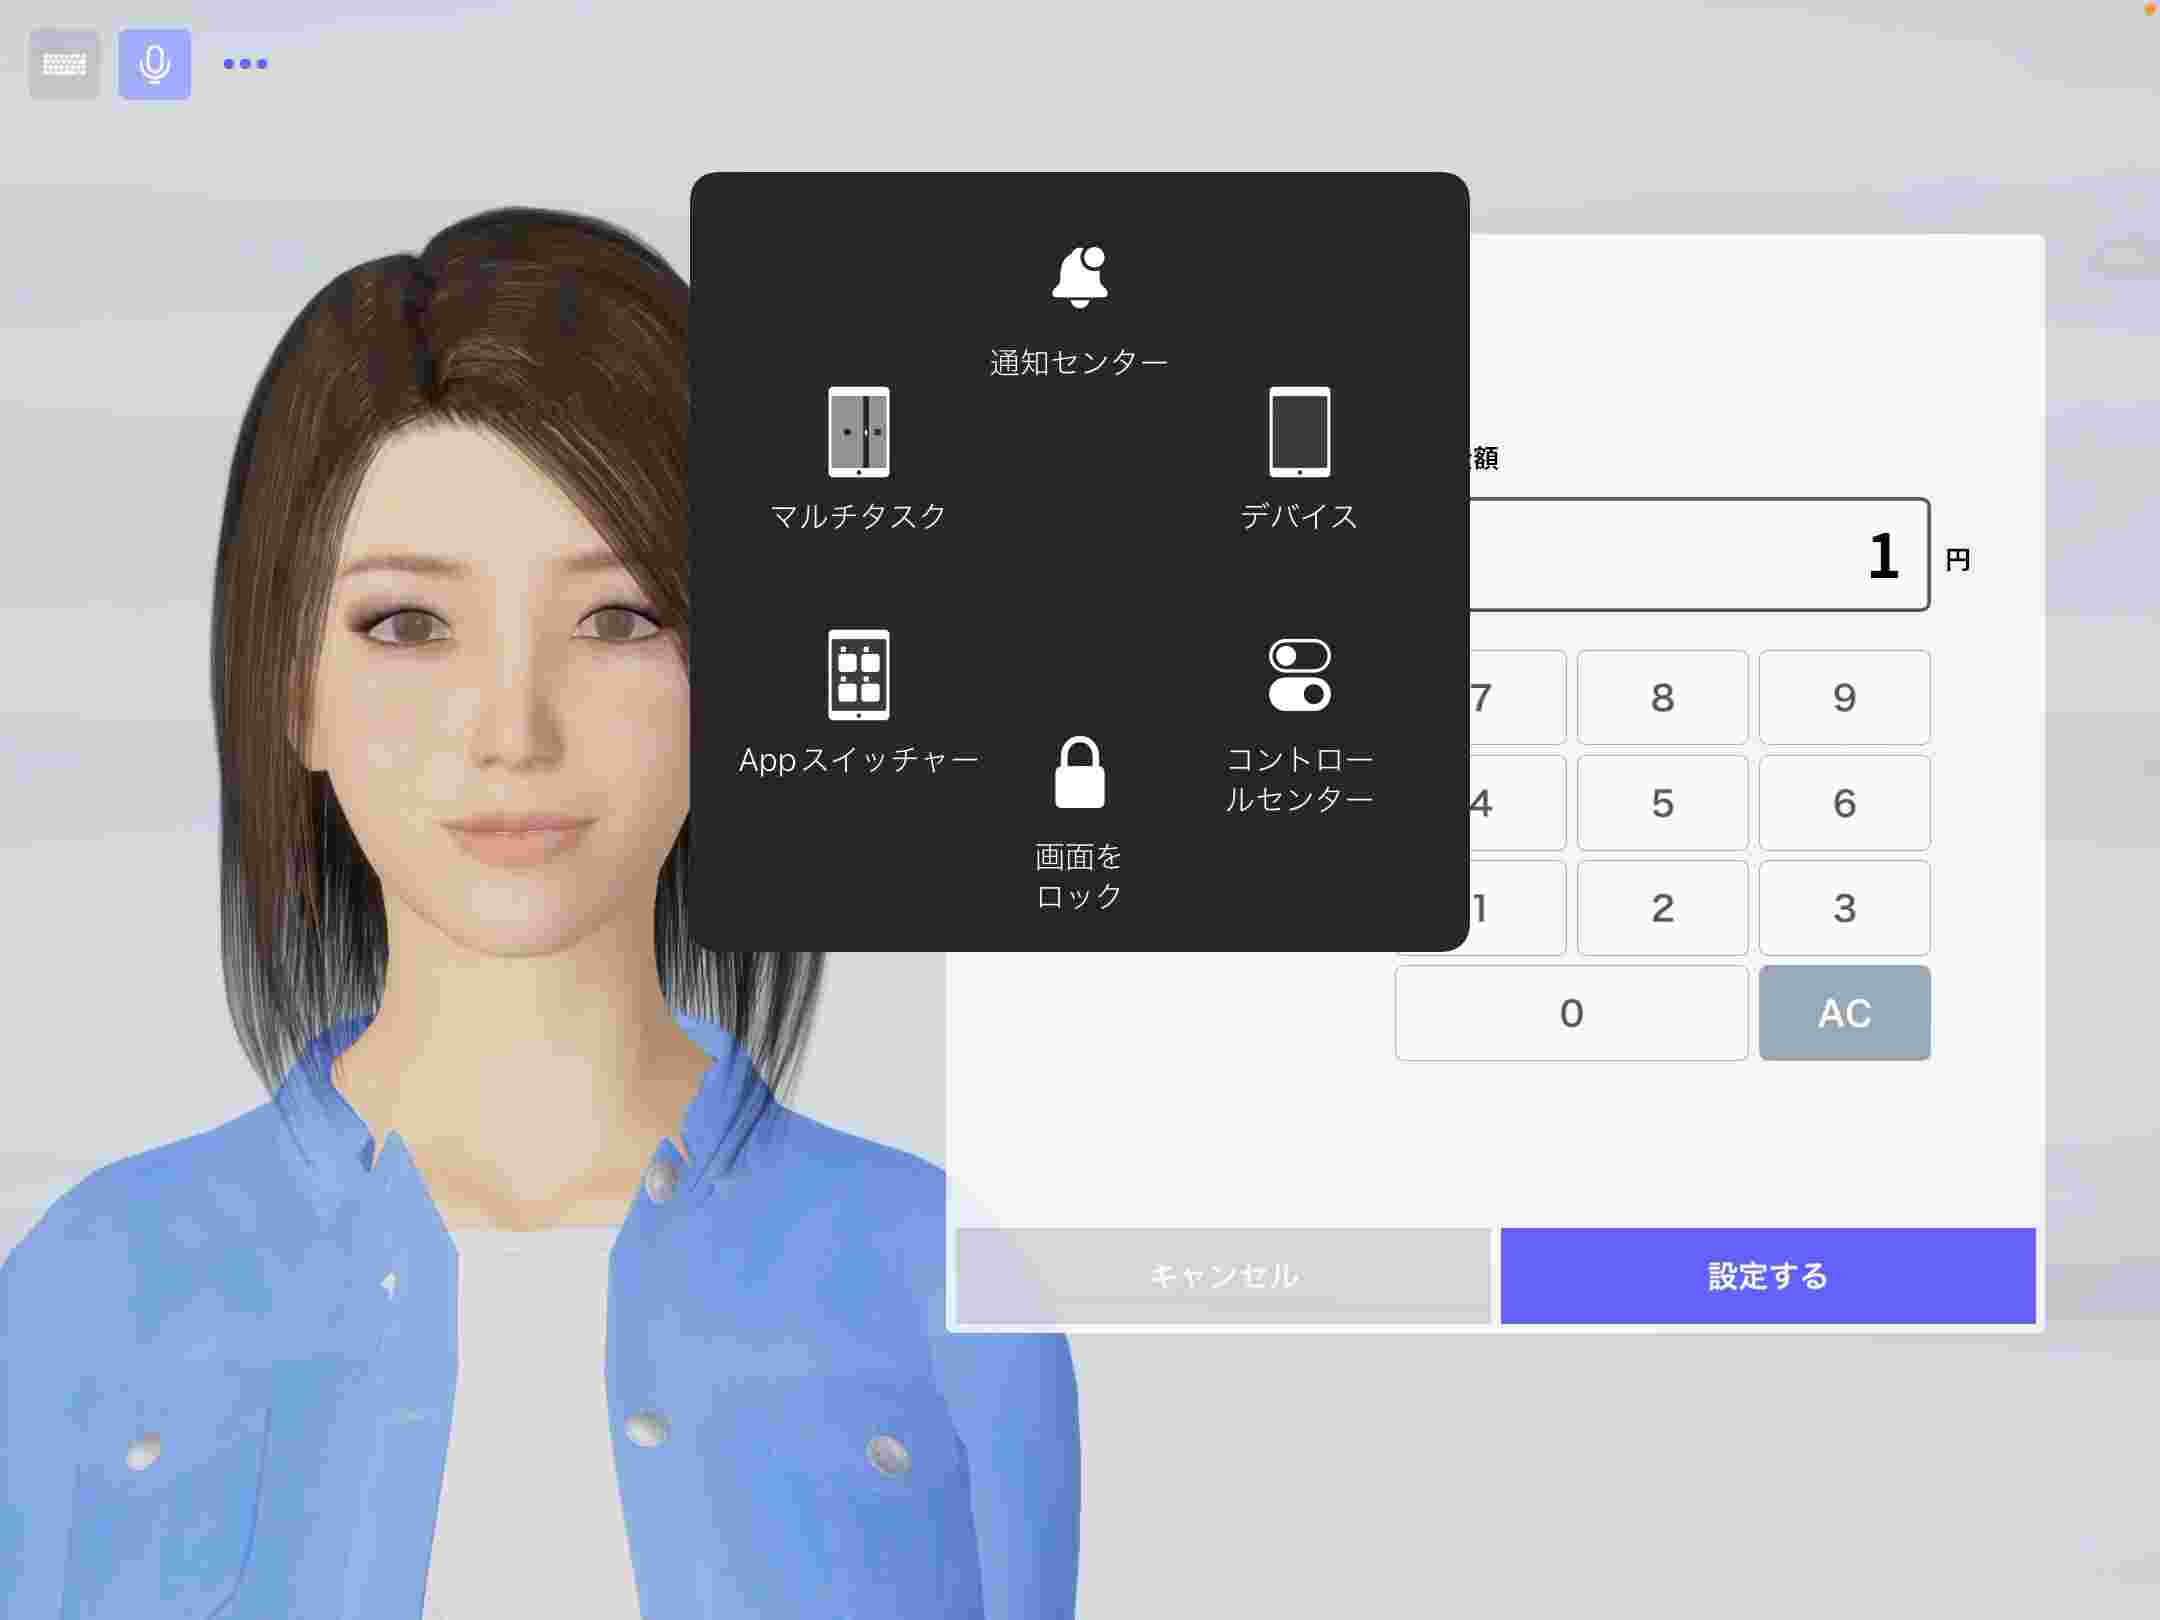 通知センター
マルチタスク
デバイス
Appスイッチャー
コントロー
ルセンター
画面を
ロック
額
1 円
7 8 9
4 5 6
1 2 3
0 AC
キャンセル
設定する